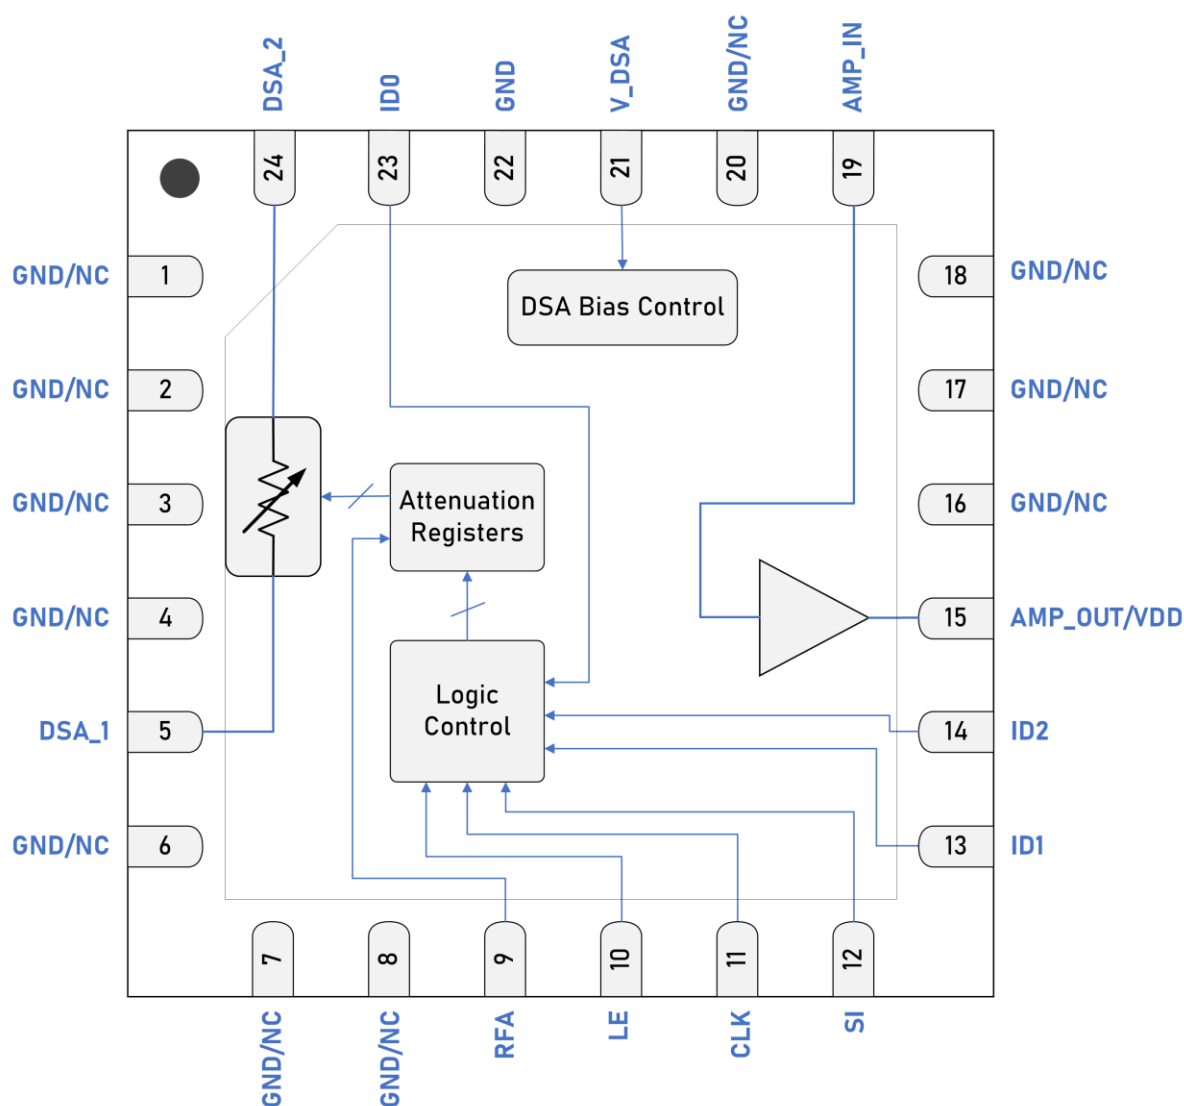 DSA_2
ID0
GND
V_DSA
GND/NC
AMP_IN
24
23
22
21
20
19
GND/NC
1
18
GND/NC
DSA Bias Control
GND/NC
2
17
GND/NC
GND/NC
3
Attenuation
Registers
16
GND/NC
GND/NC
4
15
AMP_OUT/VDD
Logic
Control
DSA_1
5
14
ID2
GND/NC
6
13
ID1
7
8
9
10
11
12
GND/NC
GND/NC
RFA
LE
CLK
SI